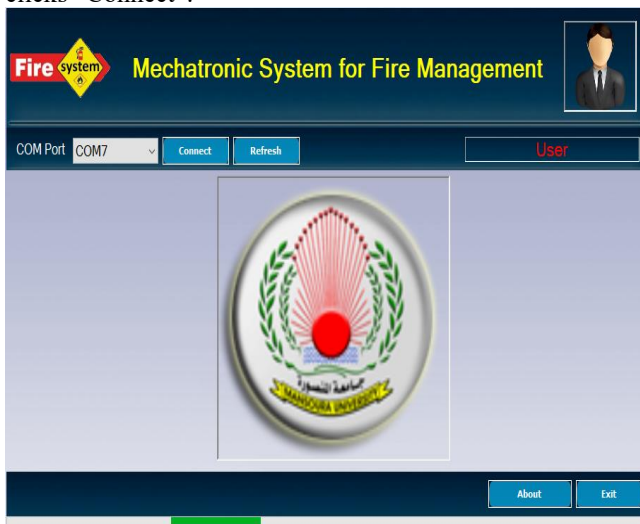 clicks "Connect".
Fire system
Mechatronic System for Fire Management
COM Port COM7 Connect Refresh User
جامعة المنصورة
MANSOURA UNIVERSITY
About Exit